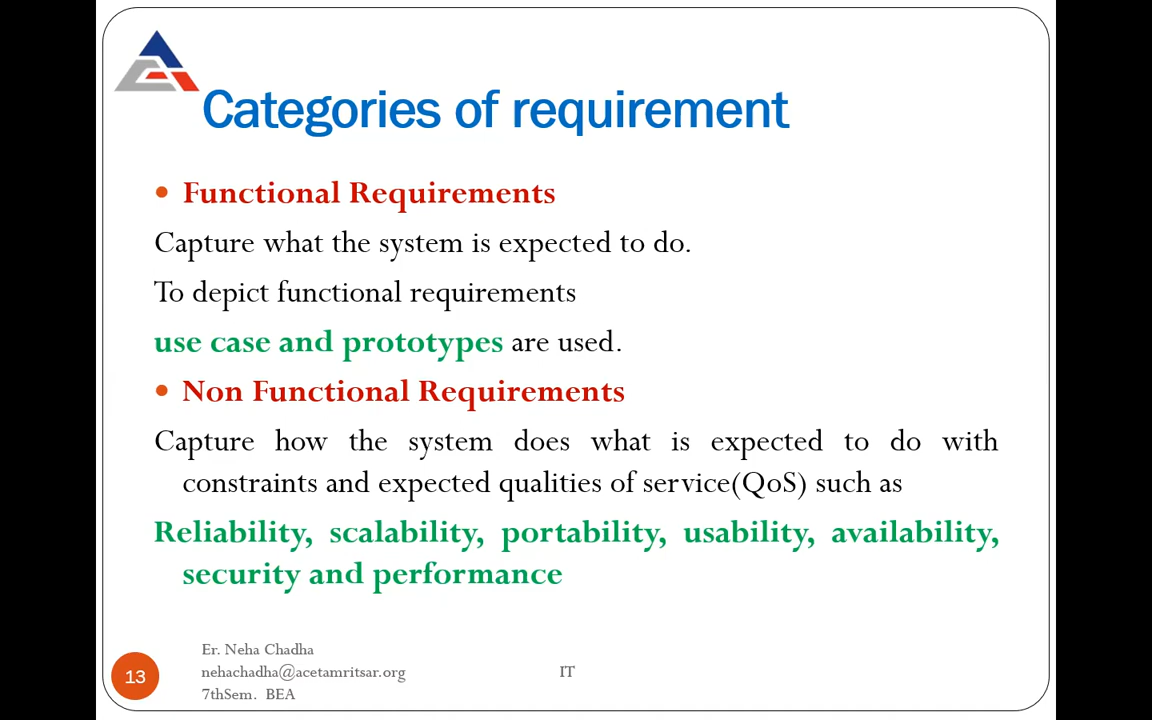 Categories of requirement
• Functional Requirements
Capture what the system is expected to do.
To depict functional requirements
use case and prototypes are used.
• Non Functional Requirements
Capture how the system does what is expected to do with
constraints and expected qualities of service(QoS) such as
Reliability, scalability, portability, usability, availability,
security and performance
Er. Neha Chadha
nehachadha@acetamritsar.org
7thSem. BEA
IT
13